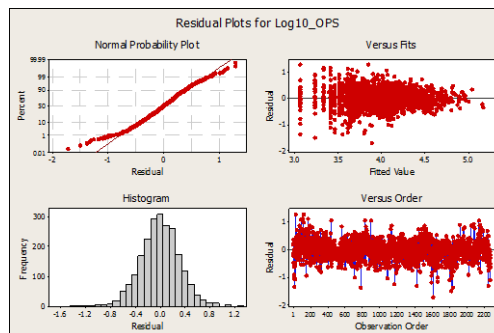 Residual Plots for Log10_OPS
Normal Probability Plot
Percent
99.99
99
90
50
10
1
0.01
-2 -1 0 1
Residual
Versus Fits
Residual
1
0
-1
-2
3.0 3.5 4.0 4.5 5.0
Fitted Value
Histogram
Frequency
300
200
100
0
-1.6 -1.2 -0.8 -0.4 0.0 0.4 0.8 1.2
Residual
Versus Order
Residual
1
0
-1
-2
1 200 400 600 800 1000 1200 1400 1600 1800 2000 2200
Observation Order